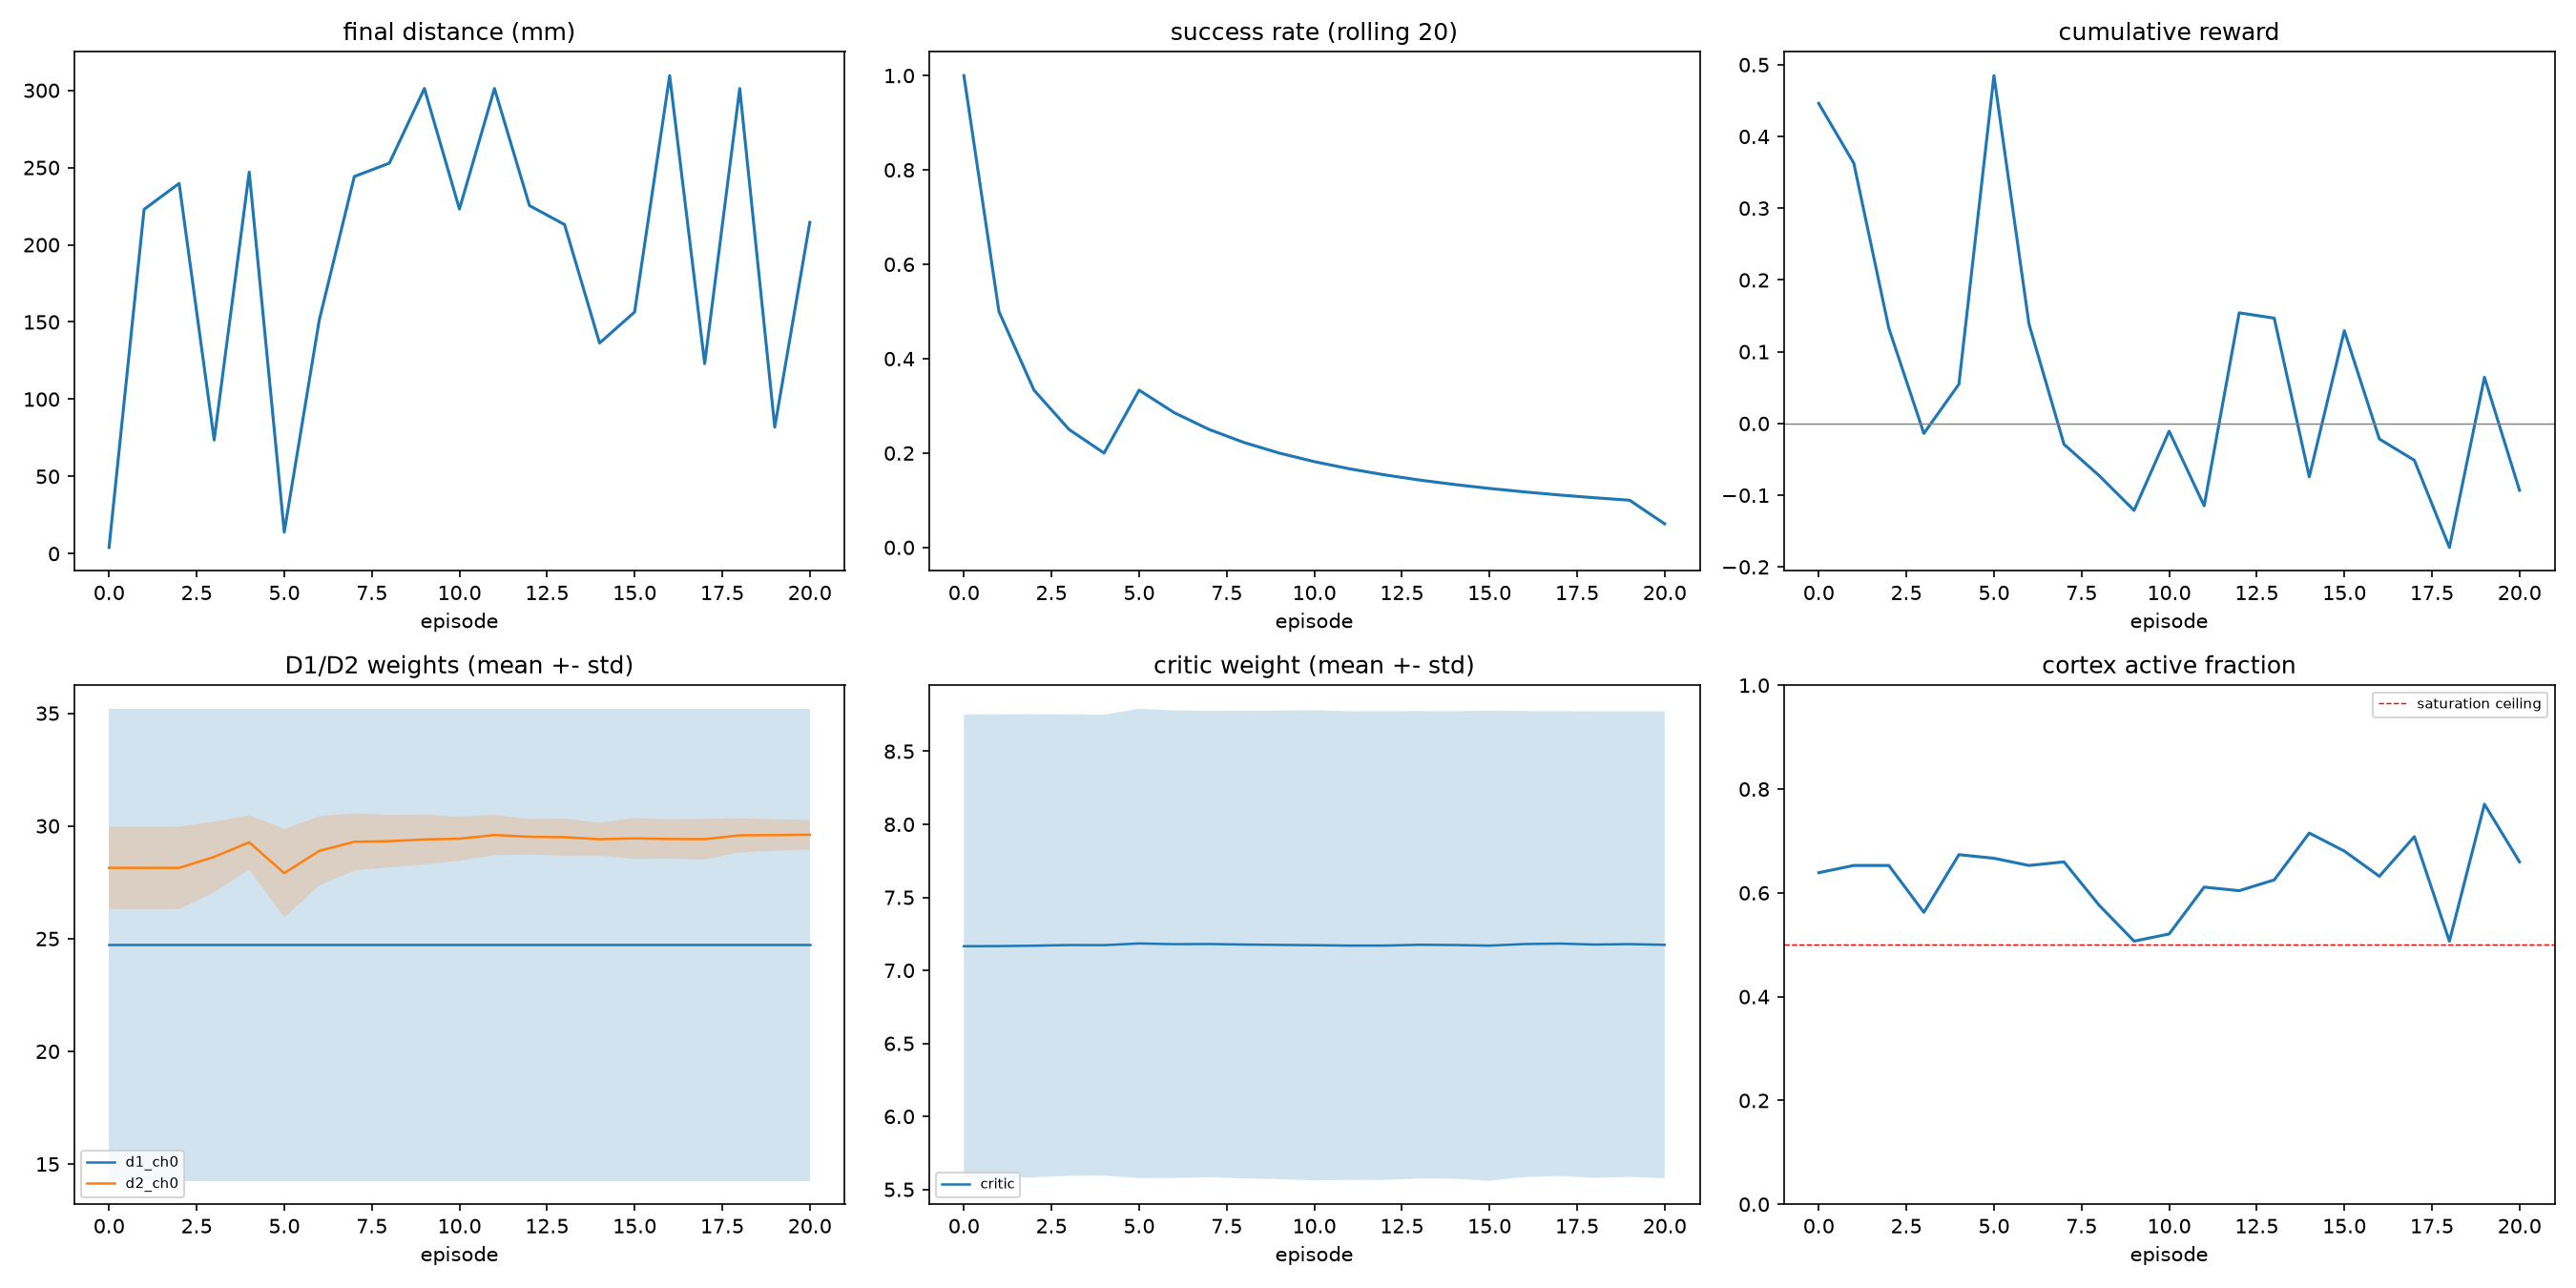 final distance (mm)
300
250
200
150
100
50
0
0.0 2.5 5.0 7.5 10.0 12.5 15.0 17.5 20.0
episode
success rate (rolling 20)
1.0
0.8
0.6
0.4
0.2
0.0
0.0 2.5 5.0 7.5 10.0 12.5 15.0 17.5 20.0
episode
cumulative reward
0.5
0.4
0.3
0.2
0.1
0.0
−0.1
−0.2
0.0 2.5 5.0 7.5 10.0 12.5 15.0 17.5 20.0
episode
D1/D2 weights (mean +- std)
35
30
25
20
15
d1_ch0
d2_ch0
0.0 2.5 5.0 7.5 10.0 12.5 15.0 17.5 20.0
episode
critic weight (mean +- std)
8.5
8.0
7.5
7.0
6.5
6.0
5.5
critic
0.0 2.5 5.0 7.5 10.0 12.5 15.0 17.5 20.0
episode
cortex active fraction
1.0
saturation ceiling
0.8
0.6
0.4
0.2
0.0
0.0 2.5 5.0 7.5 10.0 12.5 15.0 17.5 20.0
episode